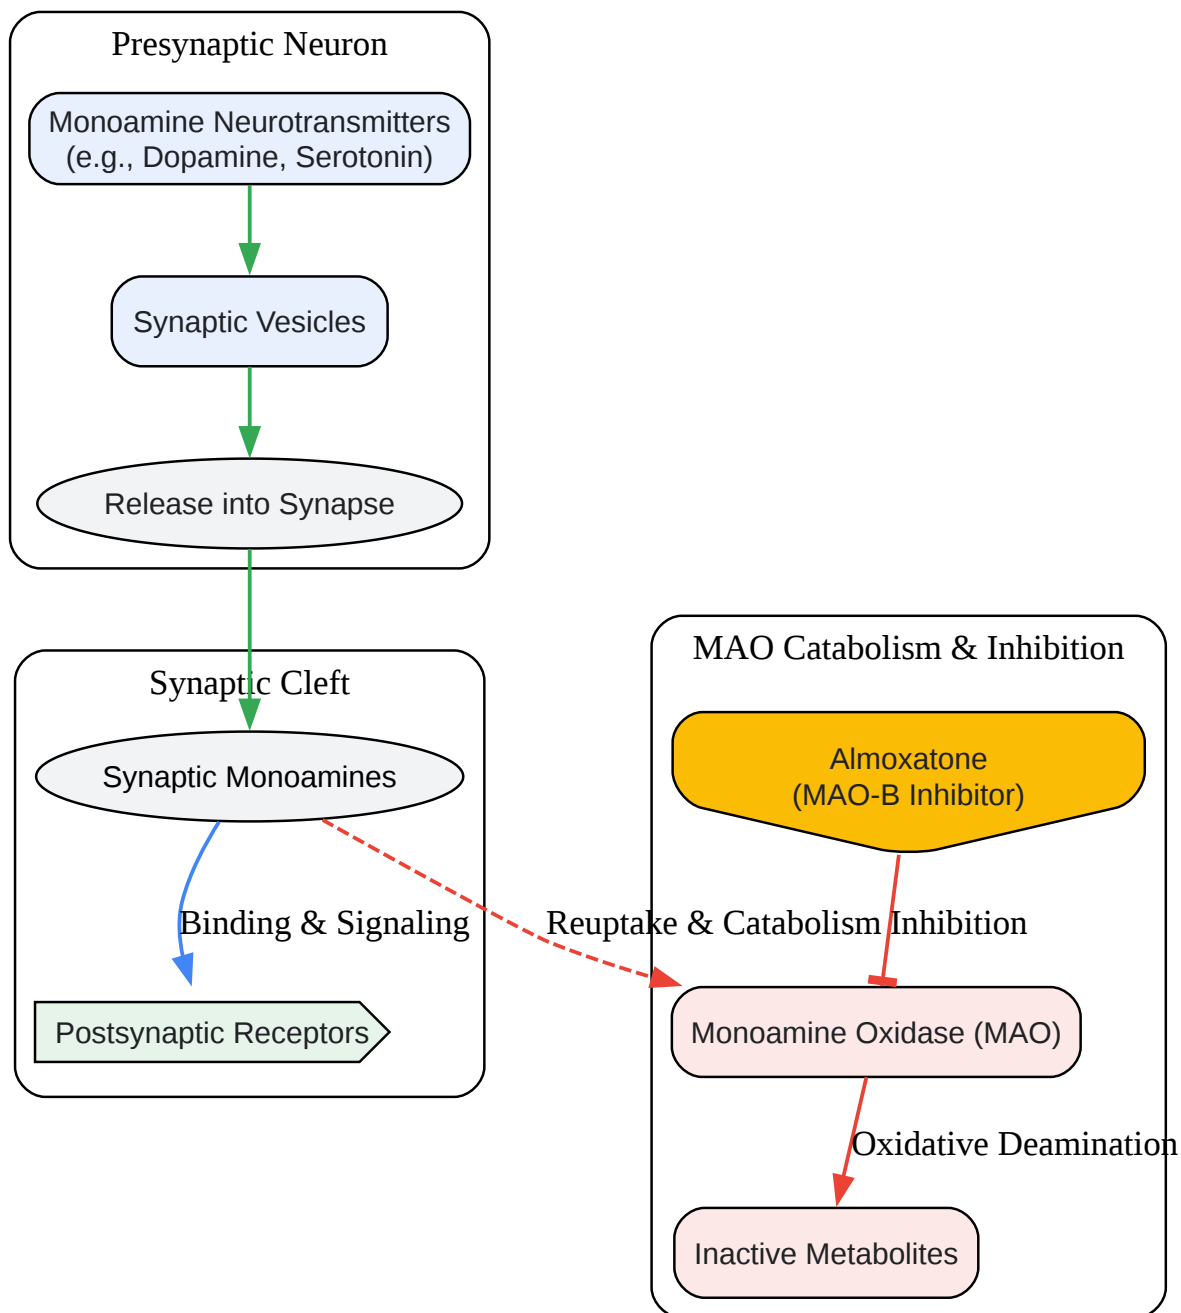 Presynaptic Neuron
Monoamine Neurotransmitters
(e.g., Dopamine, Serotonin)
Synaptic Vesicles
Release into Synapse
Synaptic Cleft
Synaptic Monoamines
Binding & Signaling
Postsynaptic Receptors
MAO Catabolism & Inhibition
Almoxatone
(MAO-B Inhibitor)
Reuptake & Catabolism
Inhibition
Monoamine Oxidase (MAO)
Oxidative Deamination
Inactive Metabolites